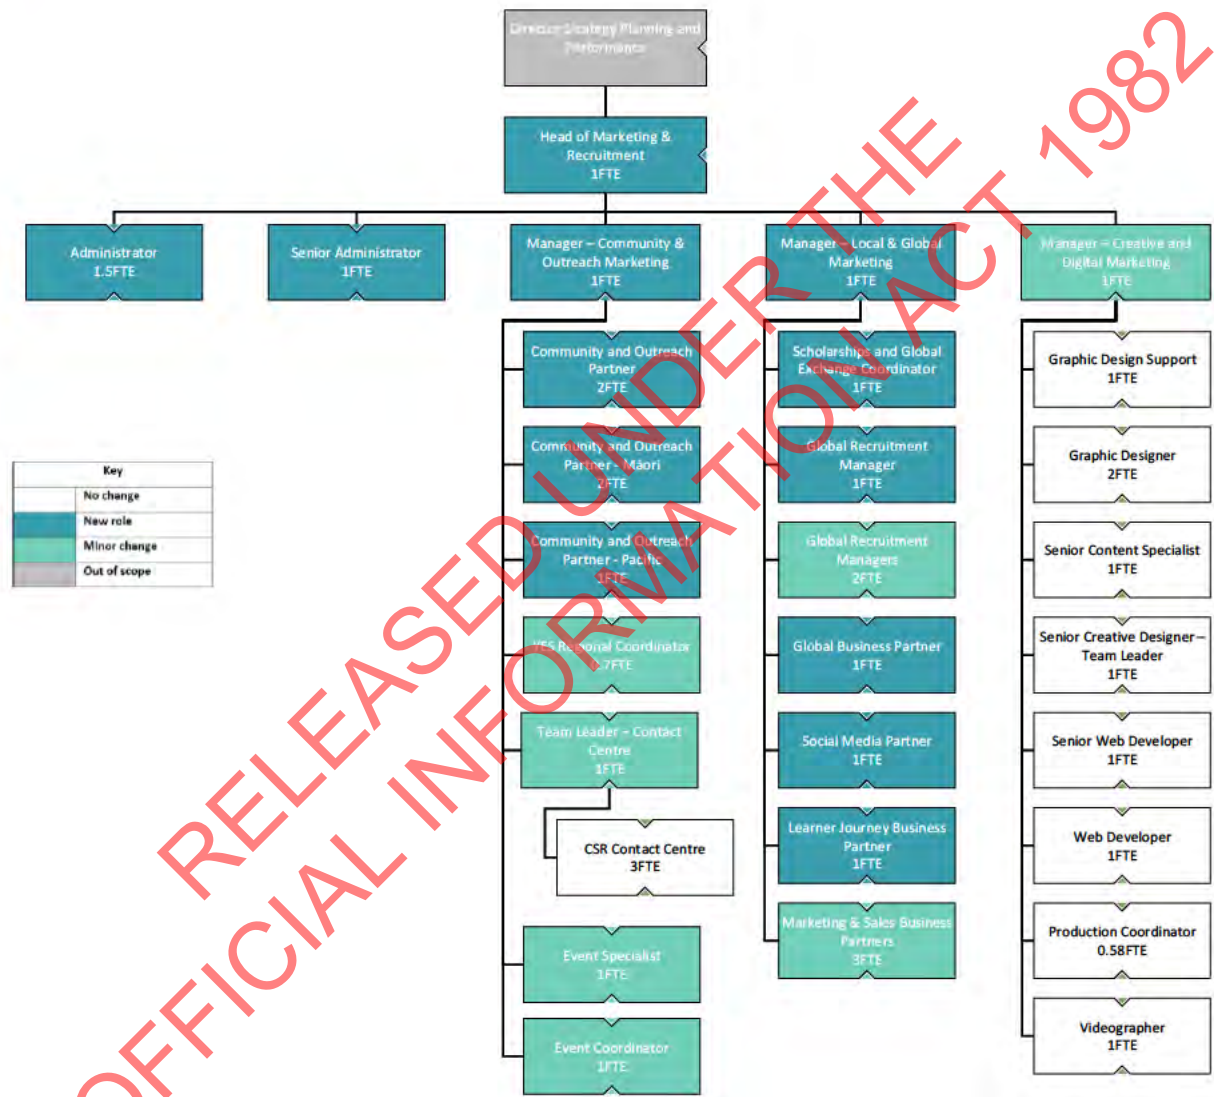 Director Strategy Planning and
Performance
Head of Marketing &
Recruitment
1FTE
Administrator
1.5FTE
Senior Administrator
1FTE
Manager – Community &
Outreach Marketing
1FTE
Manager – Local & Global
Marketing
1FTE
Manager – Creative and
Digital Marketing
1FTE
Community and Outreach
Partner
2FTE
Community and Outreach
Partner - Māori
2FTE
Community and Outreach
Partner - Pacific
1FTE
YES Regional Coordinator
0.7FTE
Team Leader – Contact
Centre
1FTE
CSR Contact Centre
3FTE
Event Specialist
1FTE
Event Coordinator
1FTE
Scholarships and Global
Exchange Coordinator
1FTE
Global Recruitment
Manager
1FTE
Global Recruitment
Managers
2FTE
Global Business Partner
1FTE
Social Media Partner
1FTE
Learner Journey Business
Partner
1FTE
Marketing & Sales Business
Partners
3FTE
Graphic Design Support
1FTE
Graphic Designer
2FTE
Senior Content Specialist
1FTE
Senior Creative Designer –
Team Leader
1FTE
Senior Web Developer
1FTE
Web Developer
1FTE
Production Coordinator
0.58FTE
Videographer
1FTE
Key
No change
New role
Minor change
Out of scope
RELEASED UNDER THE
OFFICIAL INFORMATION ACT 1982